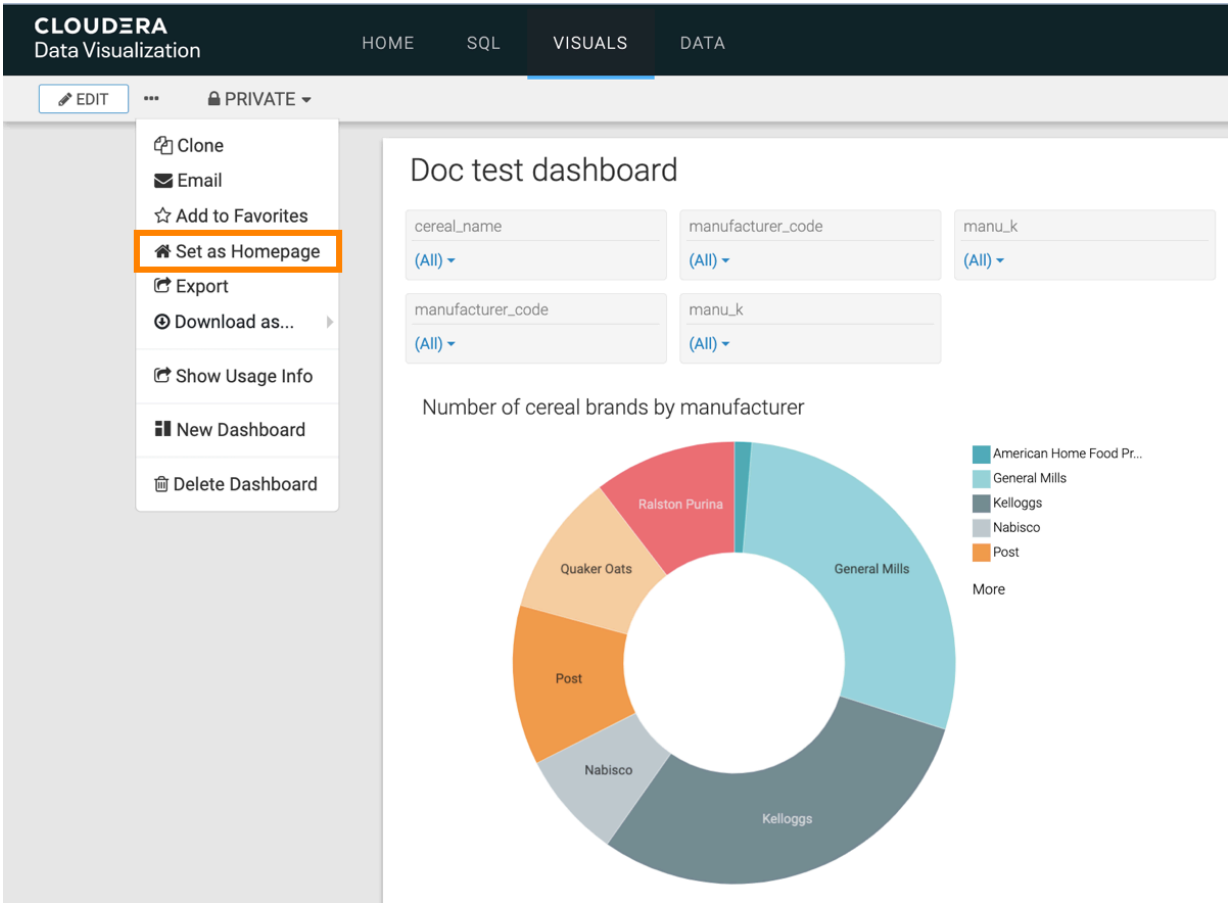 CLOUDERA
Data Visualization
HOME SQL VISUALS DATA
EDIT ••• PRIVATE
Clone
Email
Add to Favorites
Set as Homepage
Export
Download as...
Show Usage Info
New Dashboard
Delete Dashboard
Doc test dashboard
cereal_name manufacturer_code manu_k
(All) (All) (All)
manufacturer_code manu_k
(All) (All)
Number of cereal brands by manufacturer
American Home Food Pr...
General Mills
Kelloggs
Nabisco
Post
More
Ralston Purina
Quaker Oats
General Mills
Post
Nabisco
Kelloggs